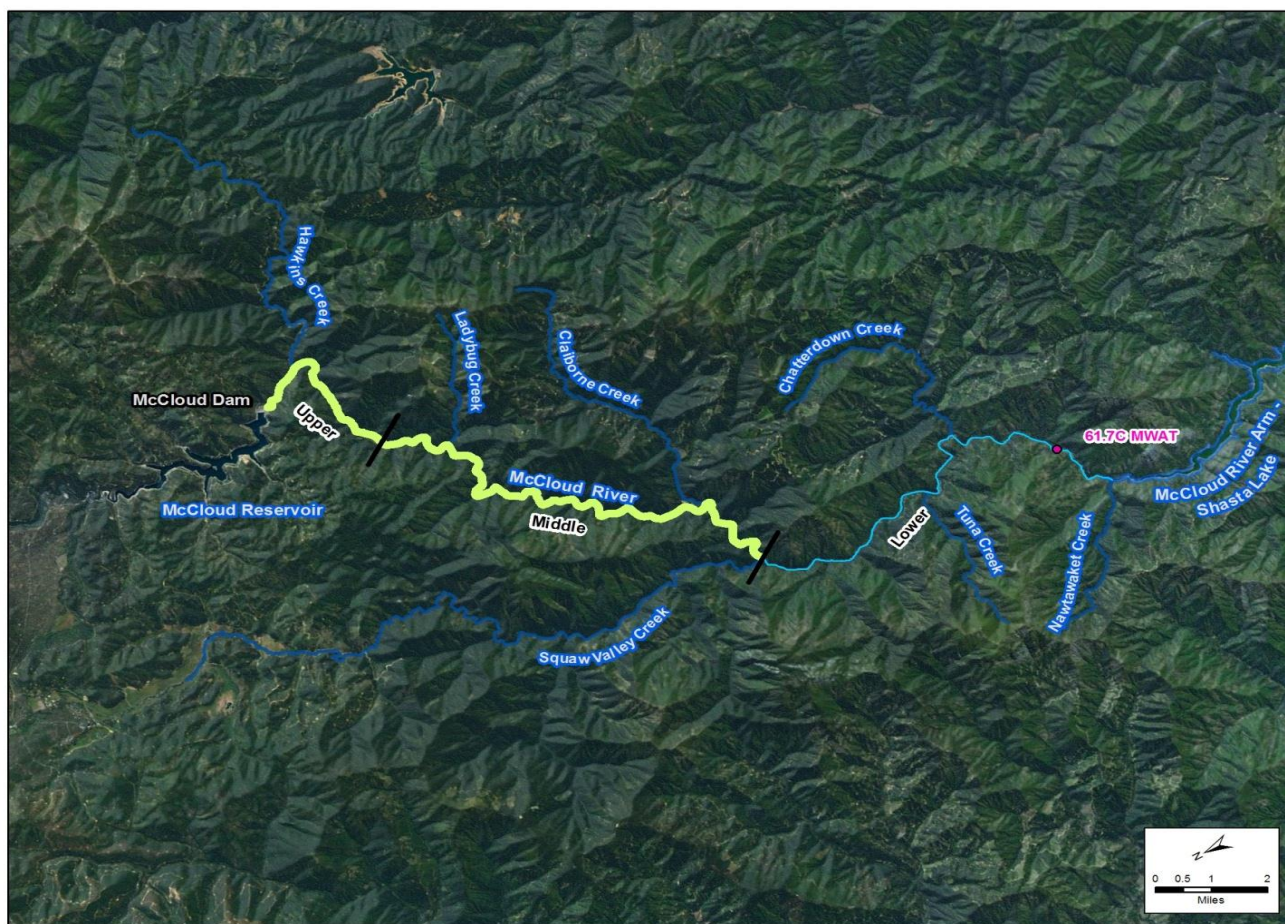 Hawkins Creek
Ladybug Creek
Claiborne Creek
Chatterdown Creek
McCloud Dam
Upper
61.7C MWAT
McCloud River Arm -
Shasta Lake
McCloud River
McCloud Reservoir
Middle
Lower
Tuna Creek
Nawtawaket Creek
Squaw Valley Creek
N
0 0.5 1 2
Miles